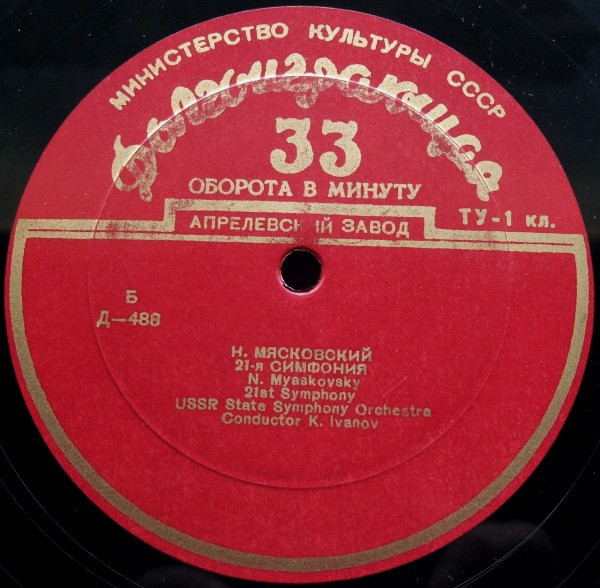 МИНИСТЕРСТВО КУЛЬТУРЫ СССР
Долгоиграющая
33
ОБОРОТА В МИНУТУ
АПРЕЛЕВСКИЙ ЗАВОД
ТУ-1 кл.
Б
Д—488
Н. МЯСКОВСКИЙ
21-я СИМФОНИЯ
N. Myaskovsky
21st Symphony
USSR State Symphony Orchestra
Conductor K. Ivanov